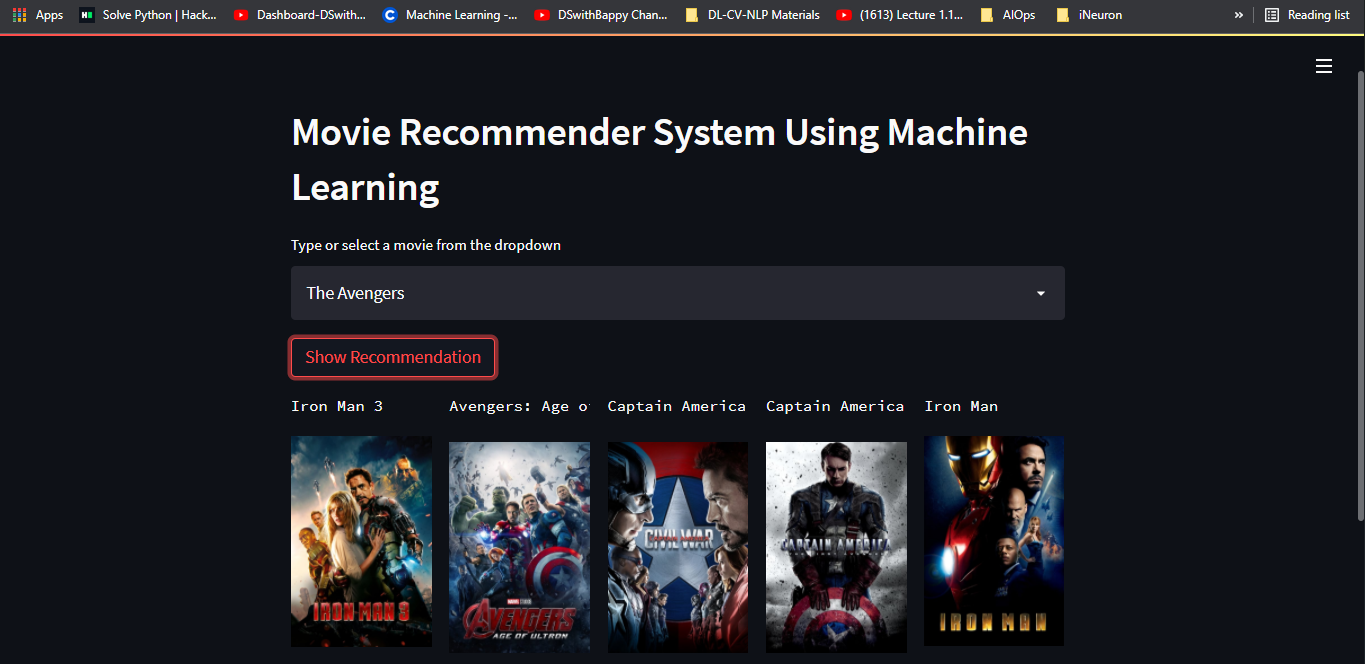 Apps Solve Python | Hack... Dashboard-DSwith... Machine Learning -... DSwithBappy Chan... DL-CV-NLP Materials (1613) Lecture 1.1... AIOps iNeuron » Reading list
Movie Recommender System Using Machine
Learning
Type or select a movie from the dropdown
The Avengers
Show Recommendation
Iron Man 3 Avengers: Age o Captain America Captain America Iron Man
CIVIL WAR
CAPTAIN AMERICA
IRON MAN 3
AVENGERS
AGE OF ULTRON
IRON MAN